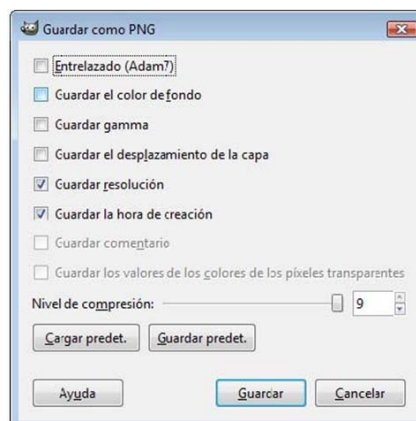 Guardar como PNG
Entrelazado (Adam7)
Guardar el color de fondo
Guardar gamma
Guardar el desplazamiento de la capa
Guardar resolución
Guardar la hora de creación
Guardar comentario
Guardar los valores de los colores de los píxeles transparentes
Nivel de compresión: 9
Cargar predet. Guardar predet.
Ayuda Guardar Cancelar